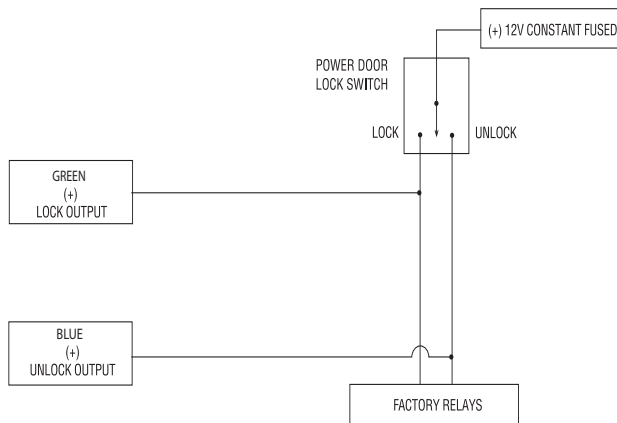 (+) 12V CONSTANT FUSED
POWER DOOR
LOCK SWITCH
LOCK
UNLOCK
GREEN
(+)
LOCK OUTPUT
BLUE
(+)
UNLOCK OUTPUT
FACTORY RELAYS